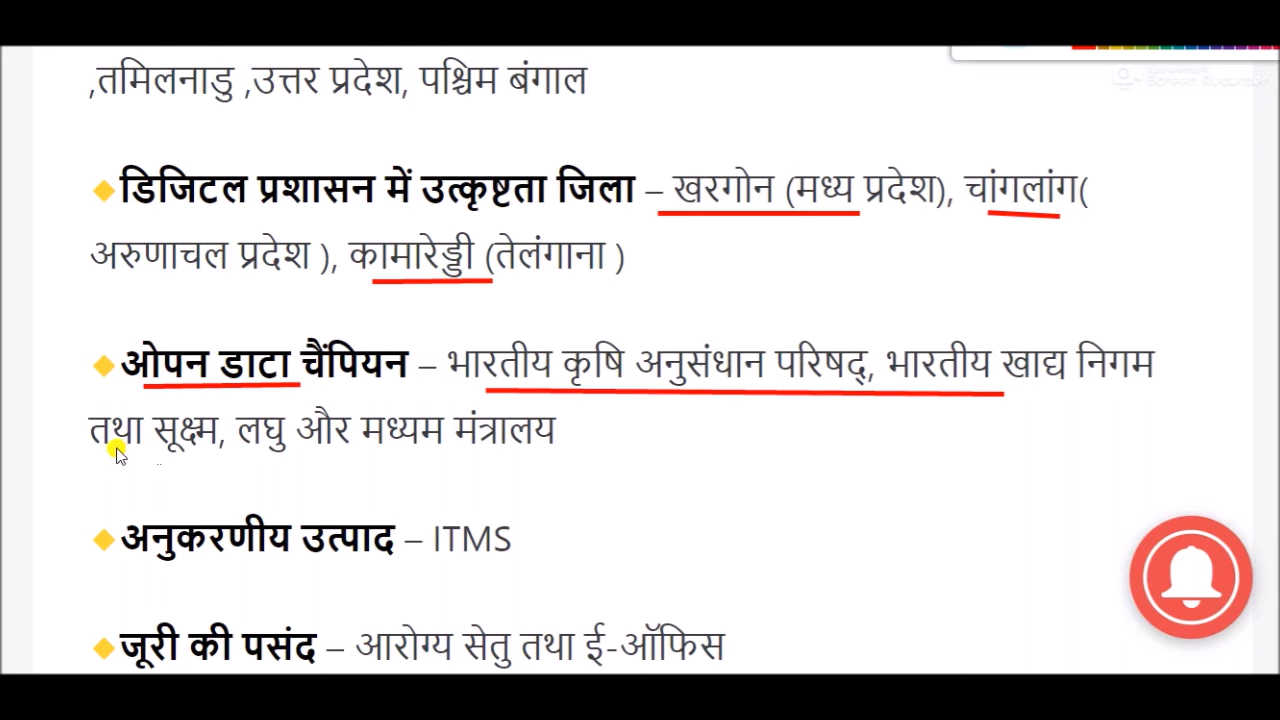 ,तमिलनाडु ,उत्तर प्रदेश, पश्चिम बंगाल
डिजिटल प्रशासन में उत्कृष्टता जिला – खरगोन (मध्य प्रदेश), चांगलांग(
अरुणाचल प्रदेश ), कामारेड्डी (तेलंगाना )
ओपन डाटा चैंपियन – भारतीय कृषि अनुसंधान परिषद्, भारतीय खाद्य निगम
तथा सूक्ष्म, लघु और मध्यम मंत्रालय
अनुकरणीय उत्पाद – ITMS
जूरी की पसंद – आरोग्य सेतु तथा ई-ऑफिस
Screen Recorder